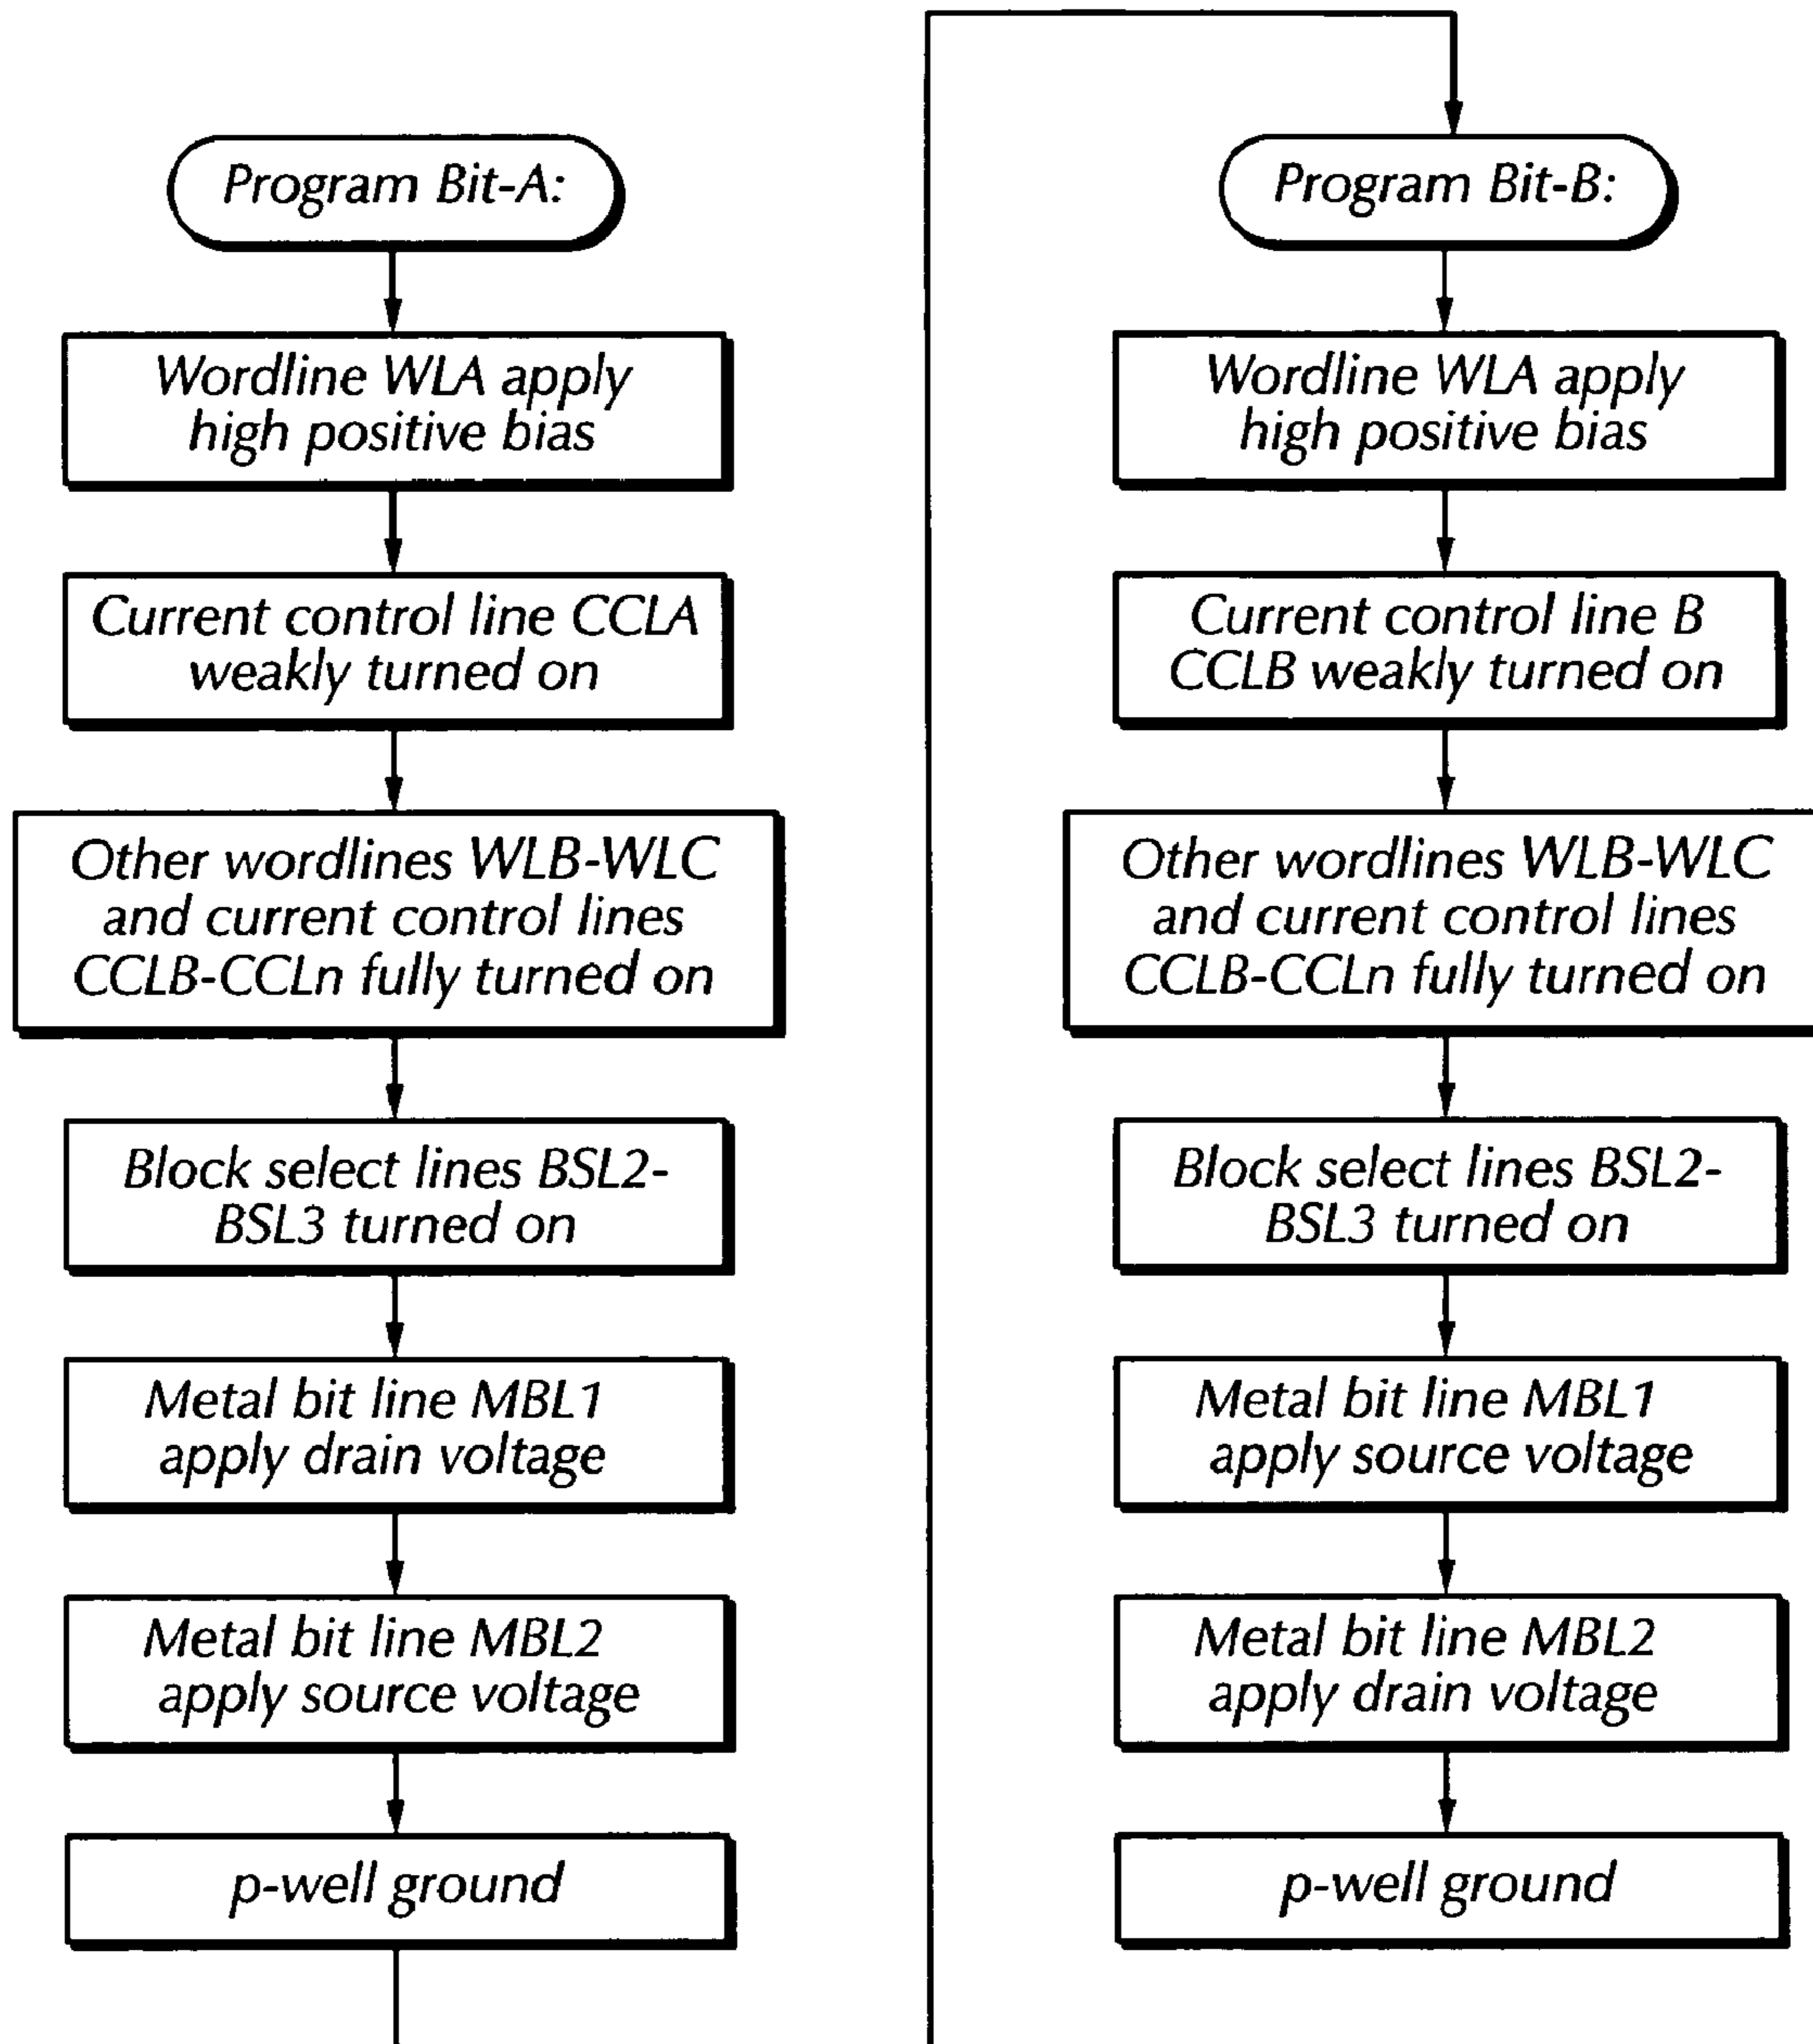 Program Bit-A:
Wordline WLA apply
high positive bias
Current control line CCLA
weakly turned on
Other wordlines WLB-WLC
and current control lines
CCLB-CCLn fully turned on
Block select lines BSL2-
BSL3 turned on
Metal bit line MBL1
apply drain voltage
Metal bit line MBL2
apply source voltage
p-well ground
Program Bit-B:
Wordline WLA apply
high positive bias
Current control line B
CCLB weakly turned on
Other wordlines WLB-WLC
and current control lines
CCLB-CCLn fully turned on
Block select lines BSL2-
BSL3 turned on
Metal bit line MBL1
apply source voltage
Metal bit line MBL2
apply drain voltage
p-well ground